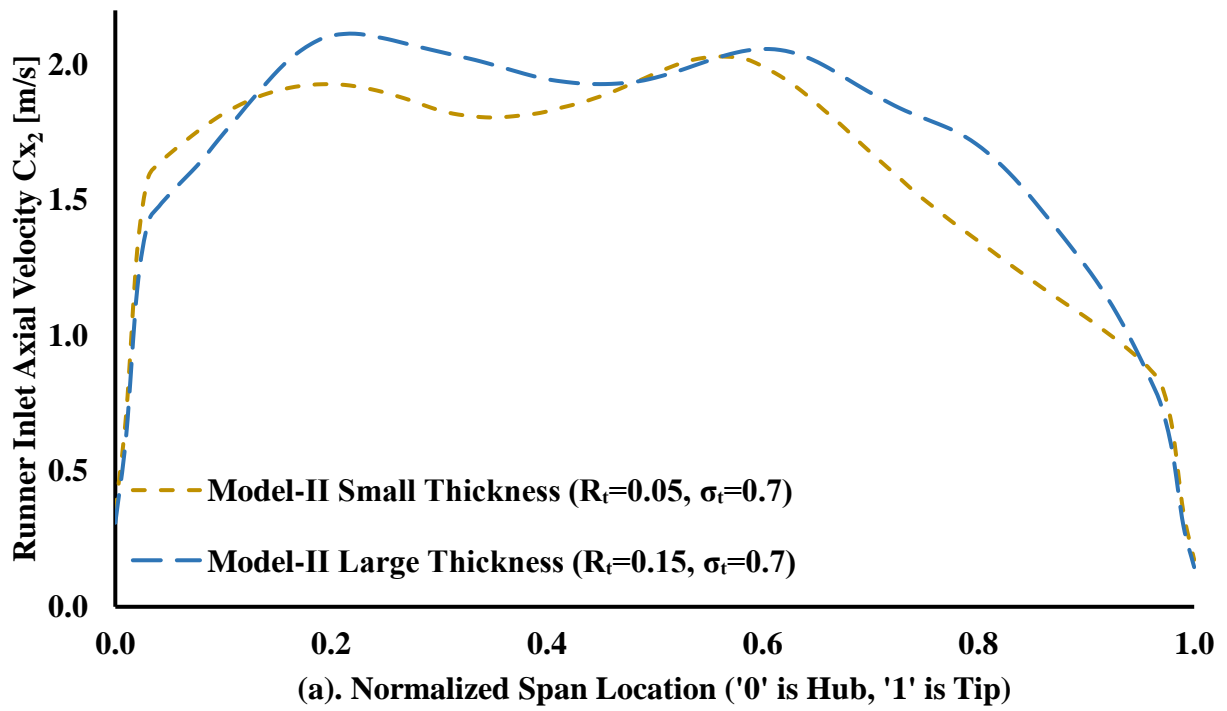 Runner Inlet Axial Velocity Cx₂ [m/s]
2.0
1.5
1.0
0.5
0.0
Model-II Small Thickness (Rₜ=0.05, σₜ=0.7)
Model-II Large Thickness (Rₜ=0.15, σₜ=0.7)
0.0 0.2 0.4 0.6 0.8 1.0
(a). Normalized Span Location ('0' is Hub, '1' is Tip)